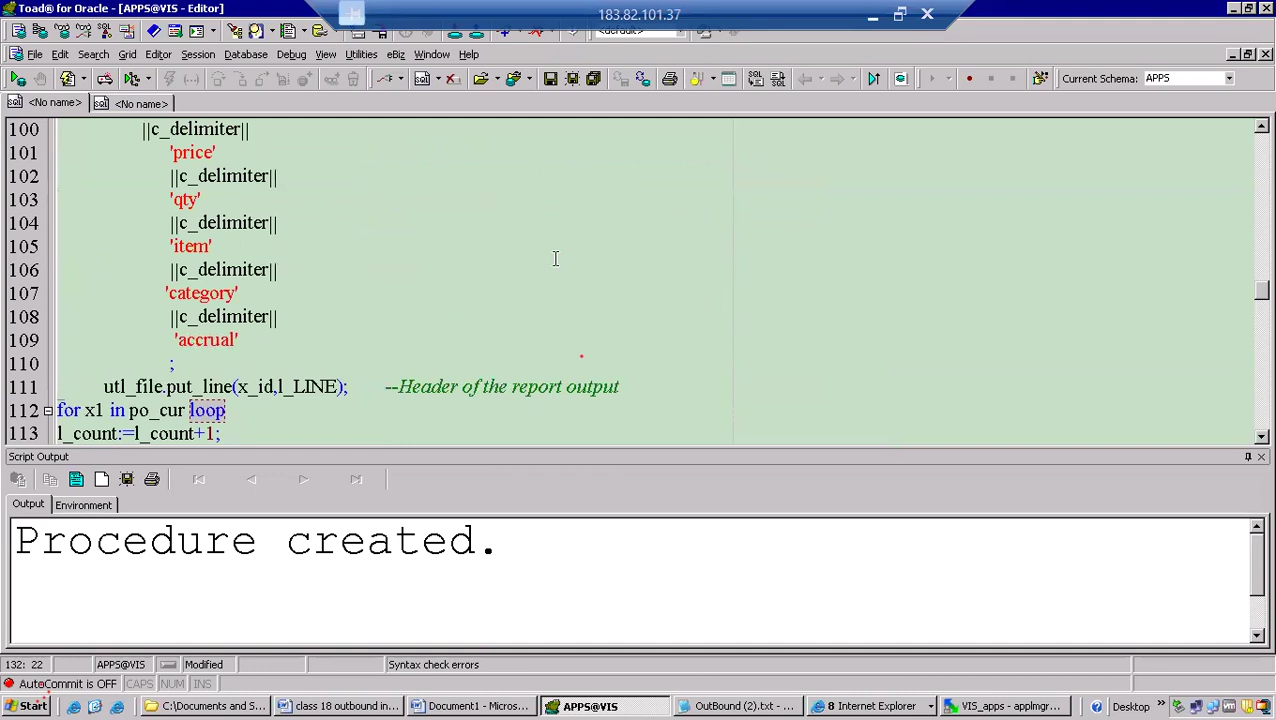 Toad® for Oracle - [APPS@VIS - Editor]
183.82.101.37
<default>
File Edit Search Grid Editor Session Database Debug View Utilities eBiz Window Help
Current Schema: APPS
<No name> <No name>
100 ||c_delimiter||
101 'price'
102 ||c_delimiter||
103 'qty'
104 ||c_delimiter||
105 'item'
106 ||c_delimiter||
107 'category'
108 ||c_delimiter||
109 'accrual'
110 ;
111 utl_file.put_line(x_id,l_LINE); --Header of the report output
112 for x1 in po_cur loop
113 l_count:=l_count+1;
Script Output
Output Environment
Procedure created.
132: 22 APPS@VIS Modified Syntax check errors
AutoCommit is OFF CAPS NUM INS
Start C:\Documents and S... class 18 outbound in... Document1 - Micros... APPS@VIS OutBound (2).txt - ... 8 Internet Explorer VIS_apps - applmgr... Desktop »